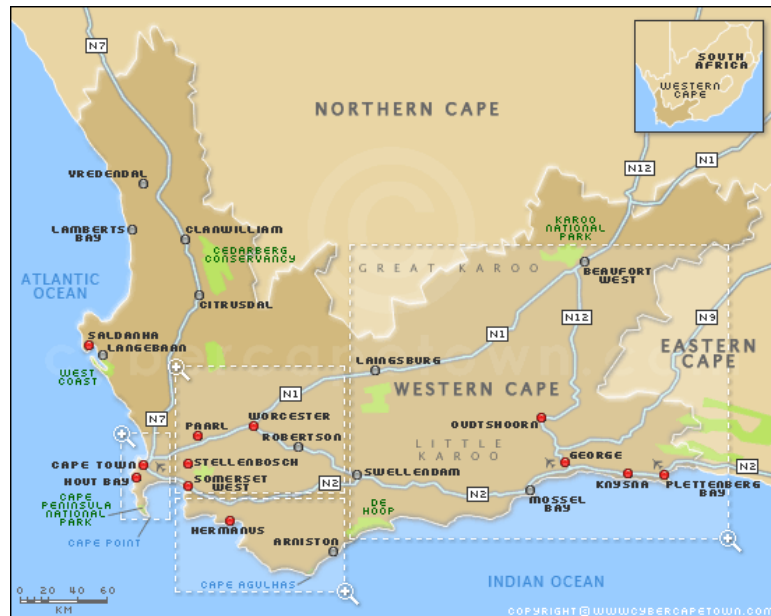 N7
SOUTH
AFRICA
WESTERN
CAPE
NORTHERN CAPE
N12
N1
VREDENDAL
LAMBERTS
BAY
CLANWILLIAM
CEDARBERG
CONSERVANCY
KAROO
NATIONAL
PARK
GREAT KAROO
BEAUFORT
WEST
ATLANTIC
OCEAN
CITRUSDAL
N12
N9
SALDANHA
LANGEBAAN
N1
EASTERN
CAPE
WEST
COAST
LAINGSBURG
N1
WESTERN CAPE
N7
PAARL
WORCESTER
ROBERTSON
OUDTSHOORN
LITTLE
KAROO
CAPE TOWN
HOUT BAY
STELLENBOSCH
SOMERSET
WEST
SWELLENDAM
GEORGE
N2
N2
N2
KNYSNA
PLETTENBERG
BAY
MOSSEL
BAY
CAPE
PENINSULA
NATIONAL
PARK
DE
HOOP
HERMANUS
CAPE POINT
ARNISTON
CAPE AGULHAS
INDIAN OCEAN
0 20 40 60
KM
COPYRIGHT © WWW.CYBERCAPETOWN.COM